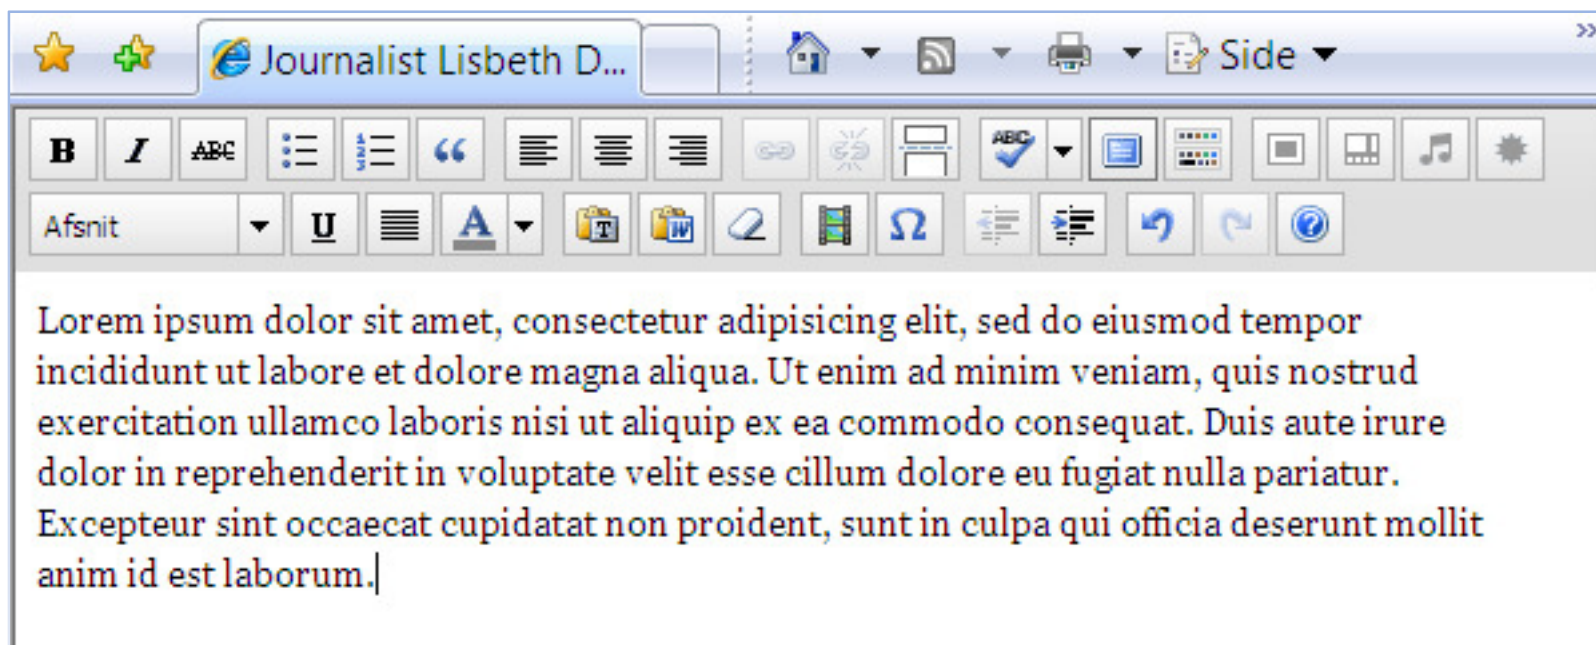 Journalist Lisbeth D... Side
B I ABC ABC
Afsnit U A T W Ω
Lorem ipsum dolor sit amet, consectetur adipisicing elit, sed do eiusmod tempor
incididunt ut labore et dolore magna aliqua. Ut enim ad minim veniam, quis nostrud
exercitation ullamco laboris nisi ut aliquip ex ea commodo consequat. Duis aute irure
dolor in reprehenderit in voluptate velit esse cillum dolore eu fugiat nulla pariatur.
Excepteur sint occaecat cupidatat non proident, sunt in culpa qui officia deserunt mollit
anim id est laborum.